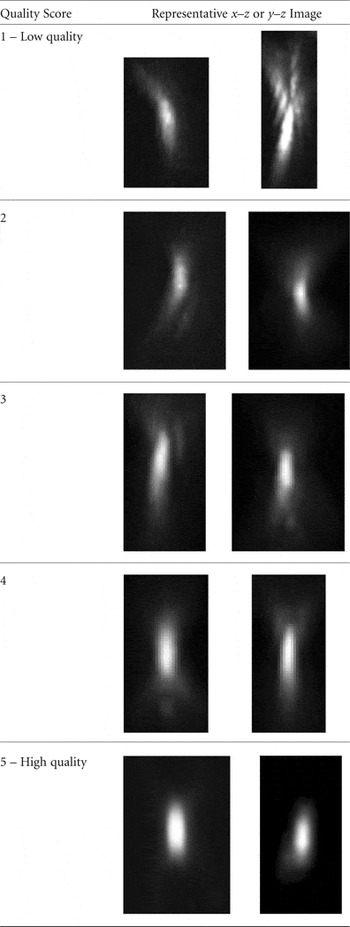 Quality Score Representative x–z or y–z Image
1 – Low quality
2
3
4
5 – High quality